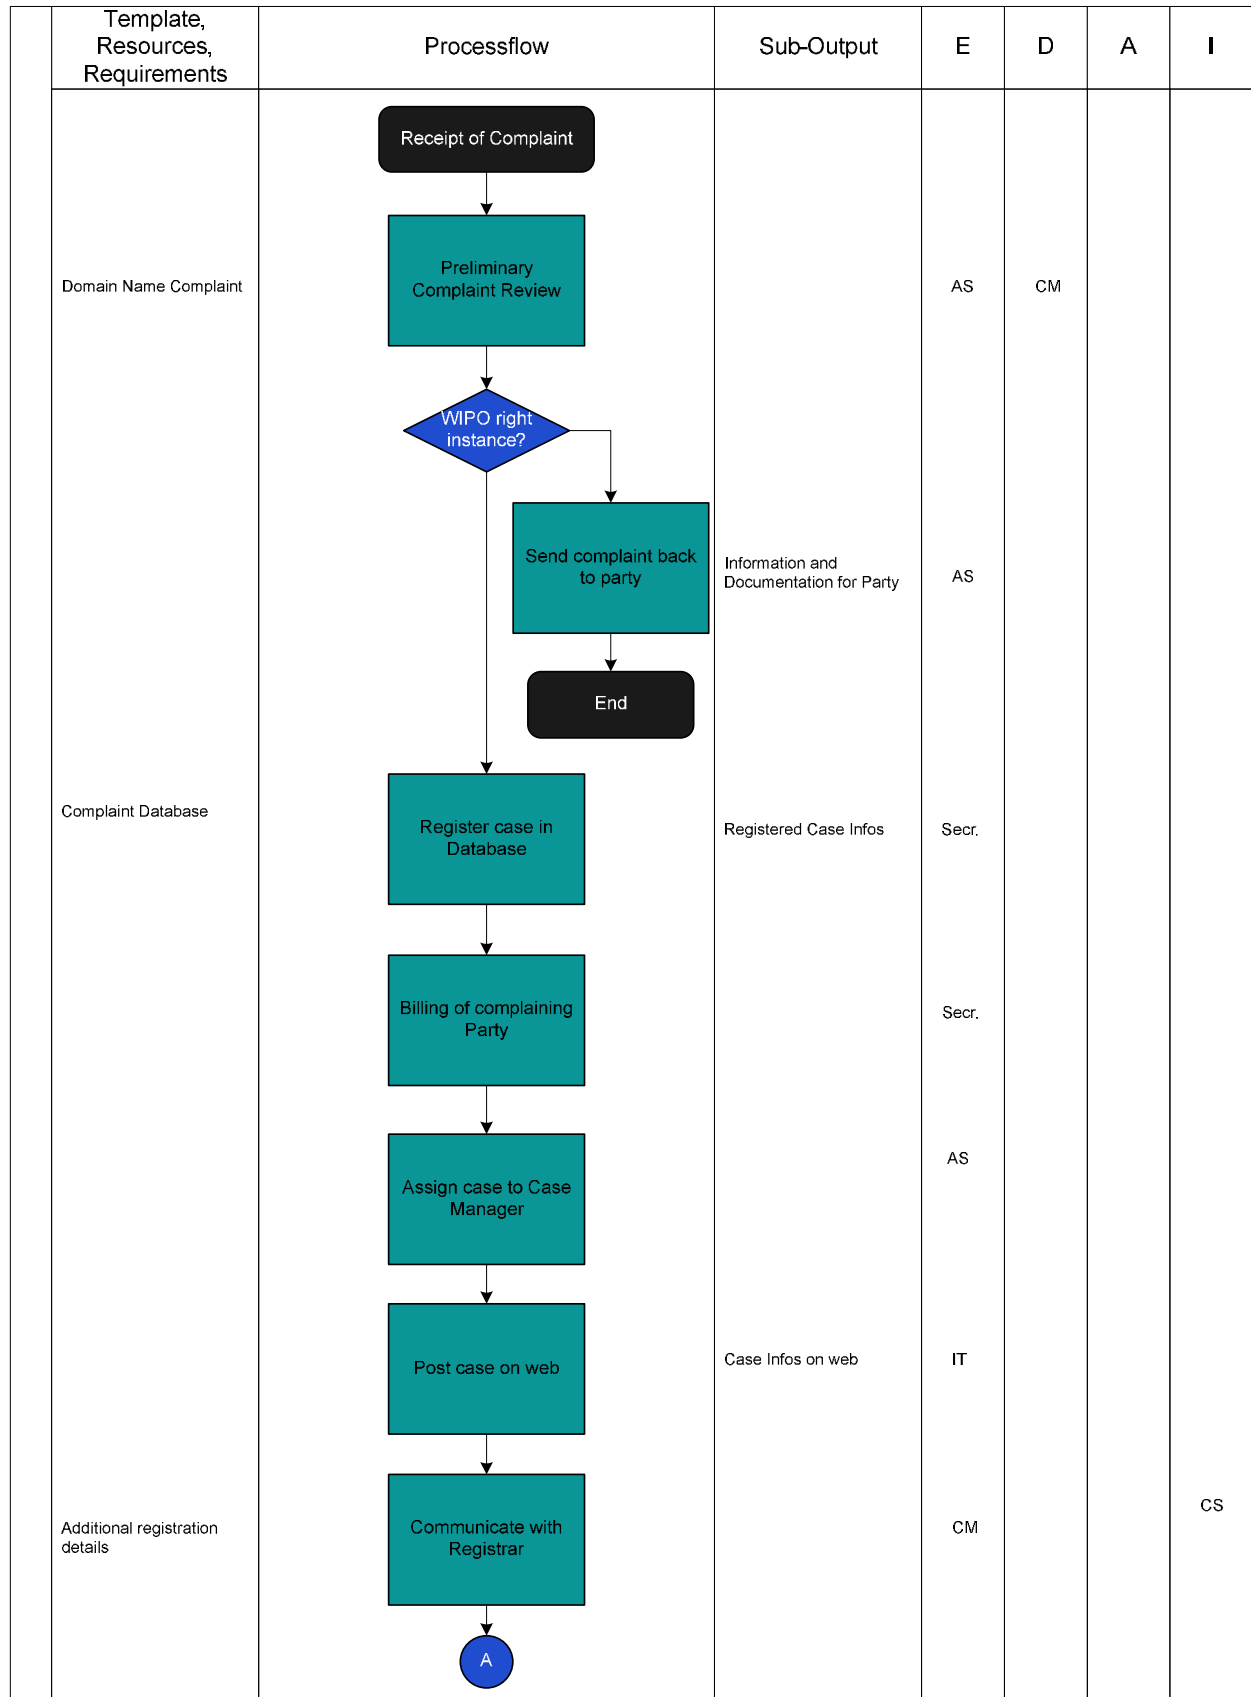 Template,
Resources,
Requirements
Processflow
Sub-Output
E
D
A
I
Receipt of Complaint
Preliminary
Complaint Review
Domain Name Complaint
AS
CM
WIPO right
instance?
Send complaint back
to party
Information and
Documentation for Party
AS
End
Complaint Database
Register case in
Database
Registered Case Infos
Secr.
Billing of complaining
Party
Secr.
AS
Assign case to Case
Manager
Post case on web
Case Infos on web
IT
CS
Additional registration
details
Communicate with
Registrar
CM
A